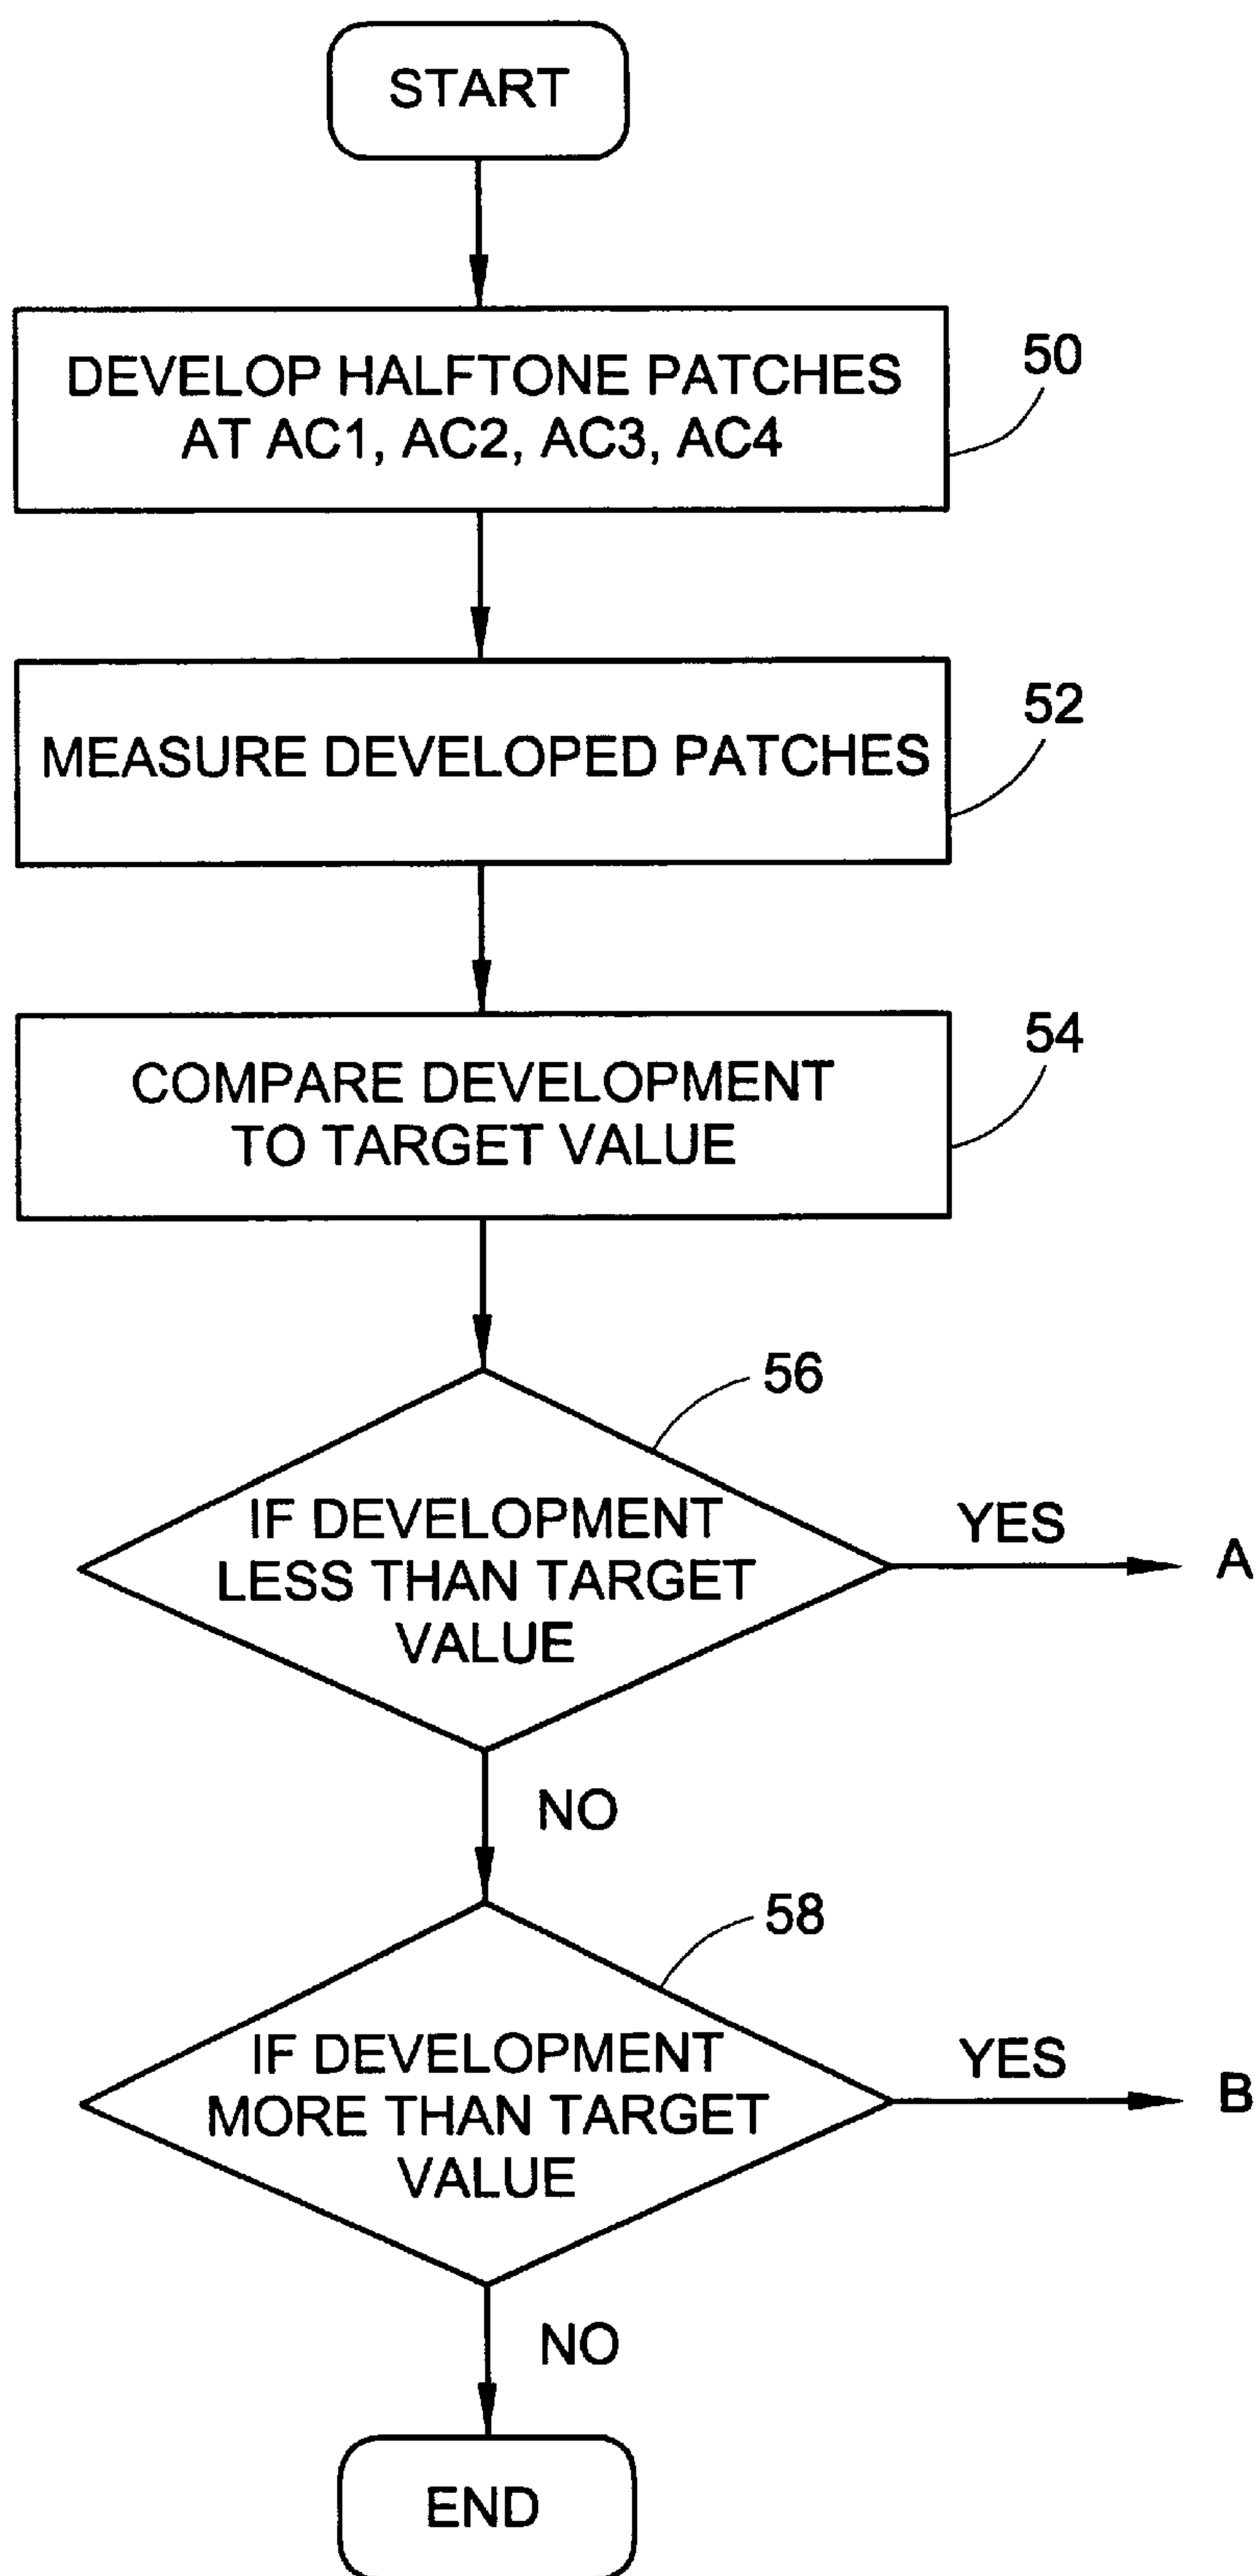 START
DEVELOP HALFTONE PATCHES
AT AC1, AC2, AC3, AC4
50
MEASURE DEVELOPED PATCHES
52
COMPARE DEVELOPMENT
TO TARGET VALUE
54
56
IF DEVELOPMENT
LESS THAN TARGET
VALUE
YES
A
NO
58
IF DEVELOPMENT
MORE THAN TARGET
VALUE
YES
B
NO
END